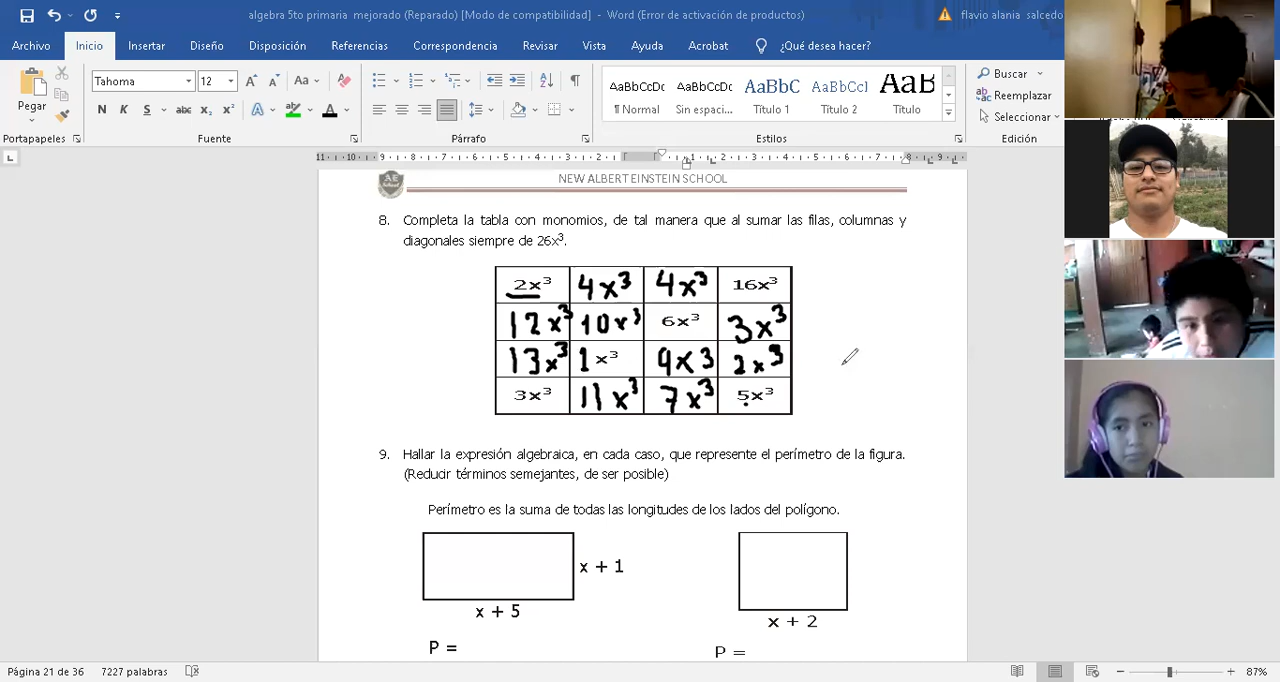 algebra 5to primaria mejorado (Reparado) [Modo de compatibilidad] - Word (Error de activación de productos)
flavio alania salcedo
Archivo Inicio Insertar Diseño Disposición Referencias Correspondencia Revisar Vista Ayuda Acrobat ¿Qué desea hacer?
Tahoma 12
Pegar
N K S abc x₂ x² A A
AaBbCcDc AaBbCcDc AaBbC AaBbCcI AaB
¶ Normal Sin espaci... Título 1 Título 2 Título
Buscar
Reemplazar
Seleccionar
Portapapeles Fuente Párrafo Estilos Edición
NEW ALBERT EINSTEIN SCHOOL
8. Completa la tabla con monomios, de tal manera que al sumar las filas, columnas y
diagonales siempre de 26x³.
2x³ 4x³ 4x³ 16x³
12x³ 10x³ 6x³ 3x³
13x³ 1x³ 9x3 2x³
3x³ 11x³ 7x³ 5x³
9. Hallar la expresión algebraica, en cada caso, que represente el perímetro de la figura.
(Reducir términos semejantes, de ser posible)
Perímetro es la suma de todas las longitudes de los lados del polígono.
x + 1
x + 5
x + 2
P =
P =
Página 21 de 36 7227 palabras
87%